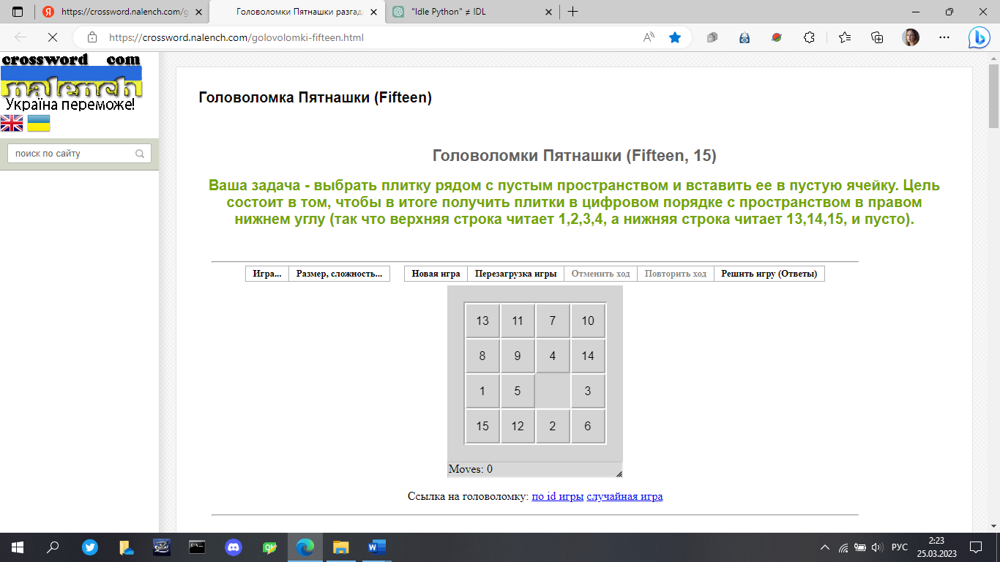 https://crossword.nalench.com/g
Головоломки Пятнашки разгад
"Idle Python" ≠ IDL
https://crossword.nalench.com/golovolomki-fifteen.html
crossword com
nalench
Україна переможе!
поиск по сайту
Головоломка Пятнашки (Fifteen)
Головоломки Пятнашки (Fifteen, 15)
Ваша задача - выбрать плитку рядом с пустым пространством и вставить ее в пустую ячейку. Цель
состоит в том, чтобы в итоге получить плитки в цифровом порядке с пространством в правом
нижнем углу (так что верхняя строка читает 1,2,3,4, а нижняя строка читает 13,14,15, и пусто).
Игра... Размер, сложность... Новая игра Перезагрузка игры Отменить ход Повторить ход Решить игру (Ответы)
13 11 7 10
8 9 4 14
1 5 3
15 12 2 6
Moves: 0
Ссылка на головоломку: по id игры случайная игра
РУС
2:23
25.03.2023